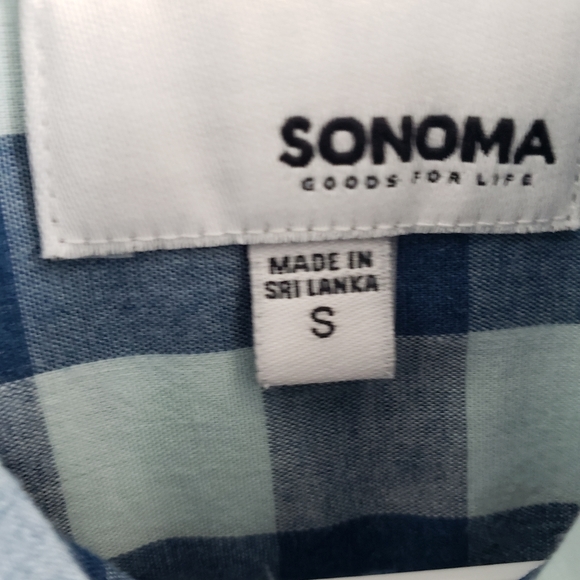 SONOMA
GOODS FOR LIFE
MADE IN
SRI LANKA
S